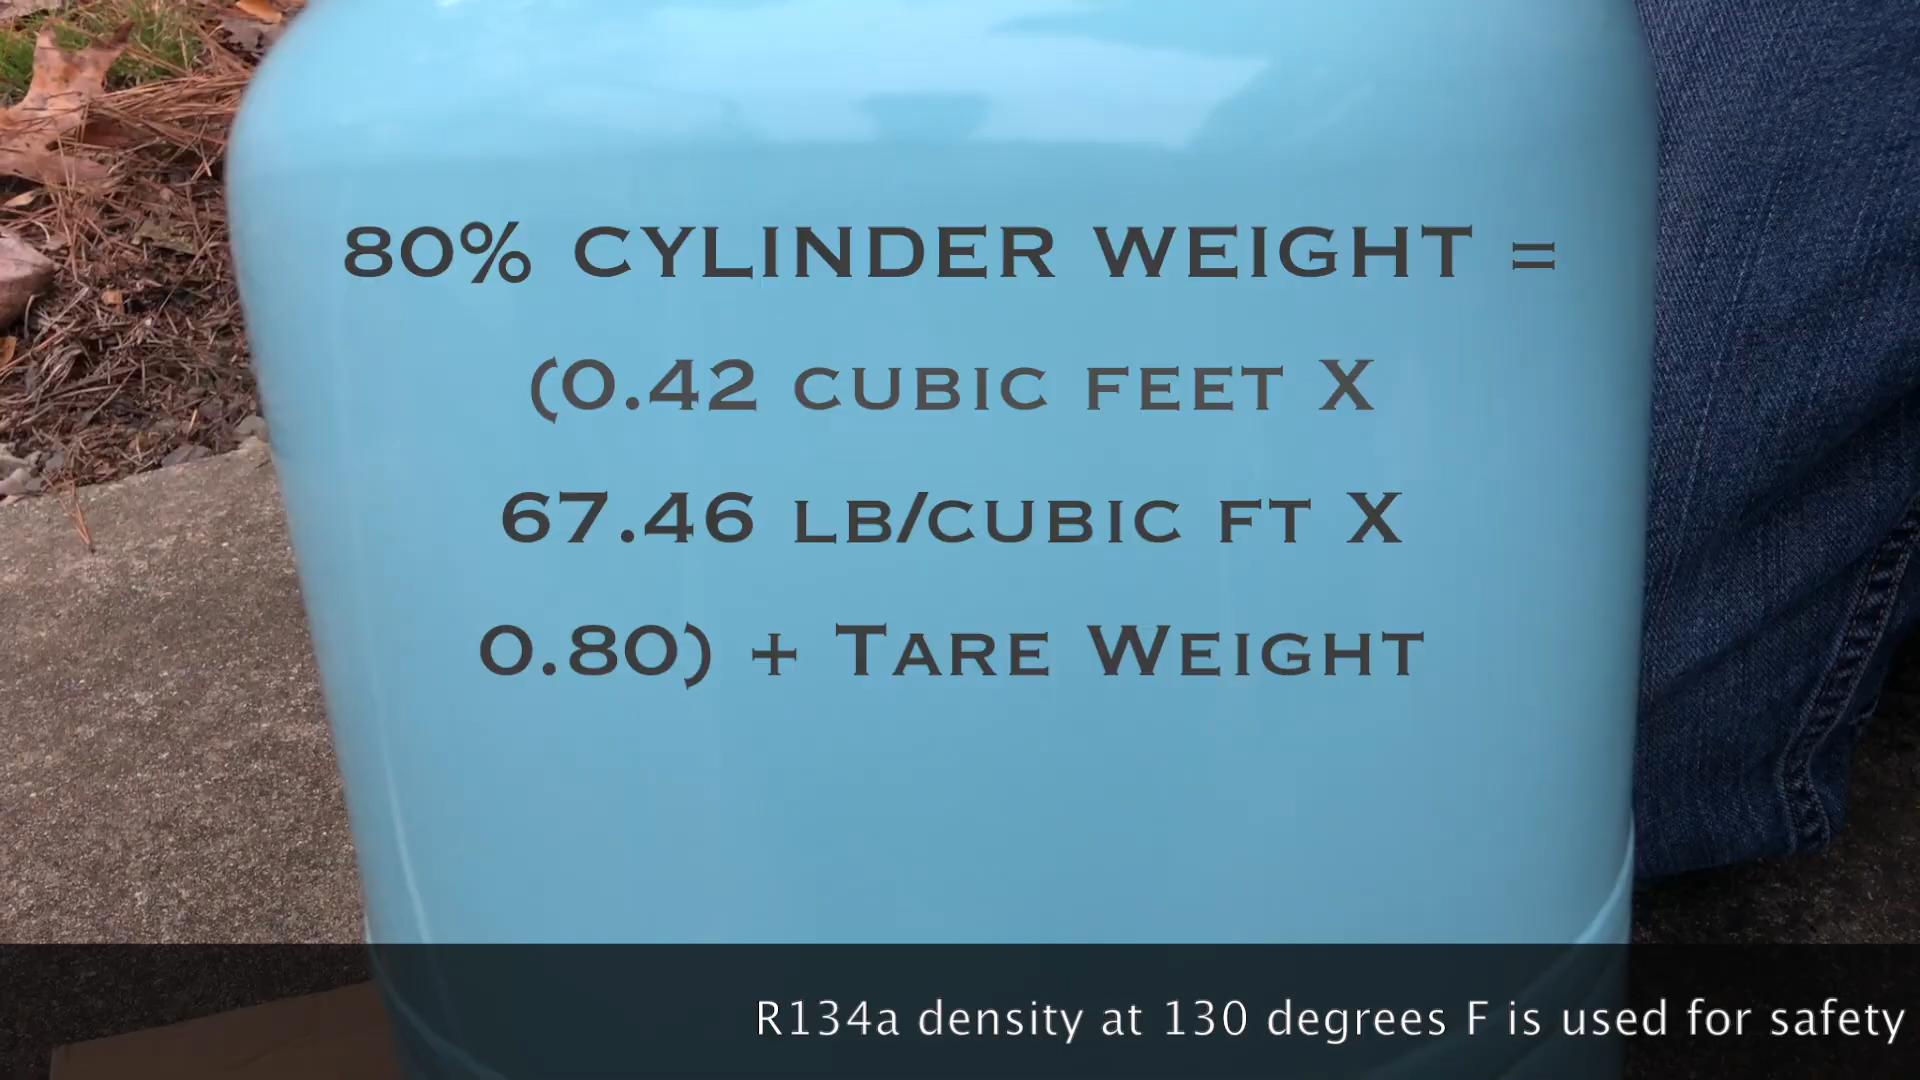 80% CYLINDER WEIGHT =
(0.42 CUBIC FEET X
67.46 LB/CUBIC FT X
0.80) + TARE WEIGHT
R134a density at 130 degrees F is used for safety